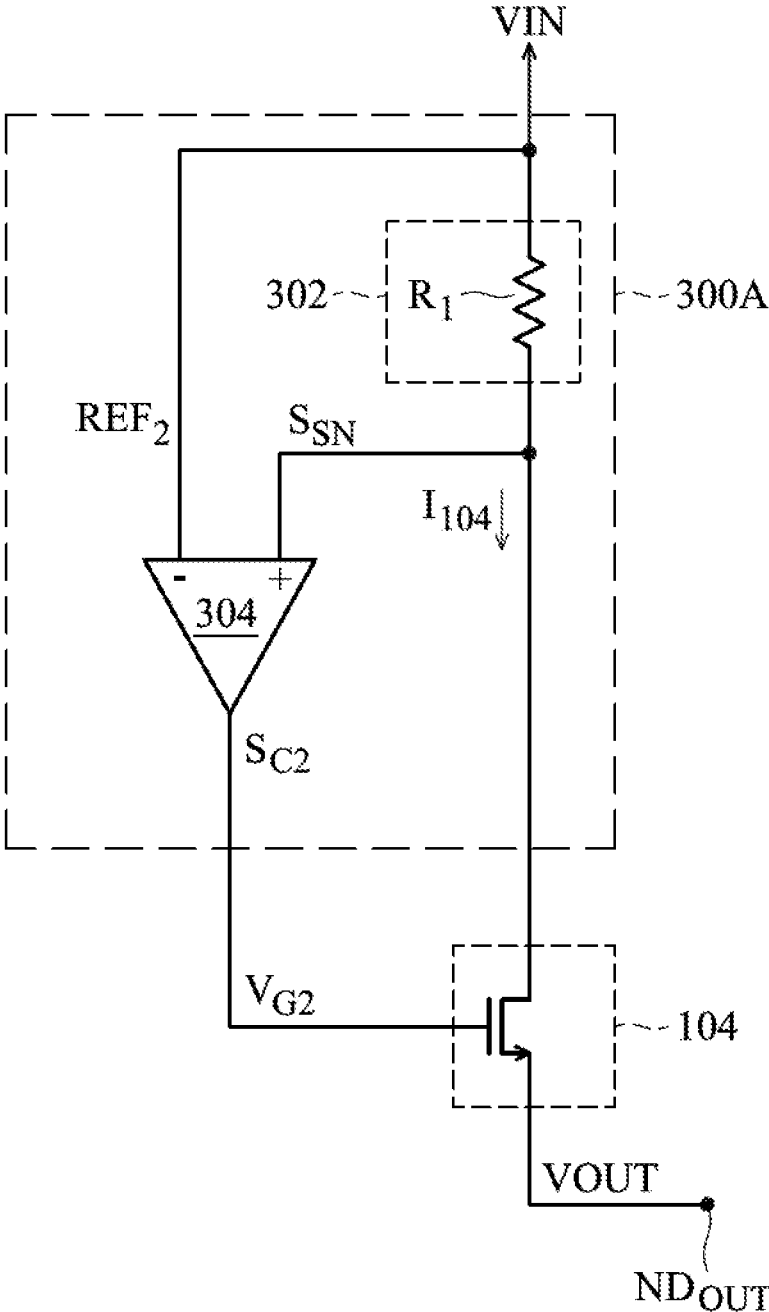 VIN
302
R1
300A
REF2
SSN
I104
- +
304
SC2
VG2
104
VOUT
NDOUT